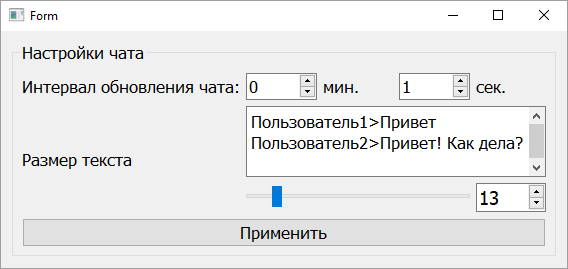 Form
Настройки чата
Интервал обновления чата: 0 мин. 1 сек.
Пользователь1>Привет
Пользователь2>Привет! Как дела?
Размер текста
13
Применить